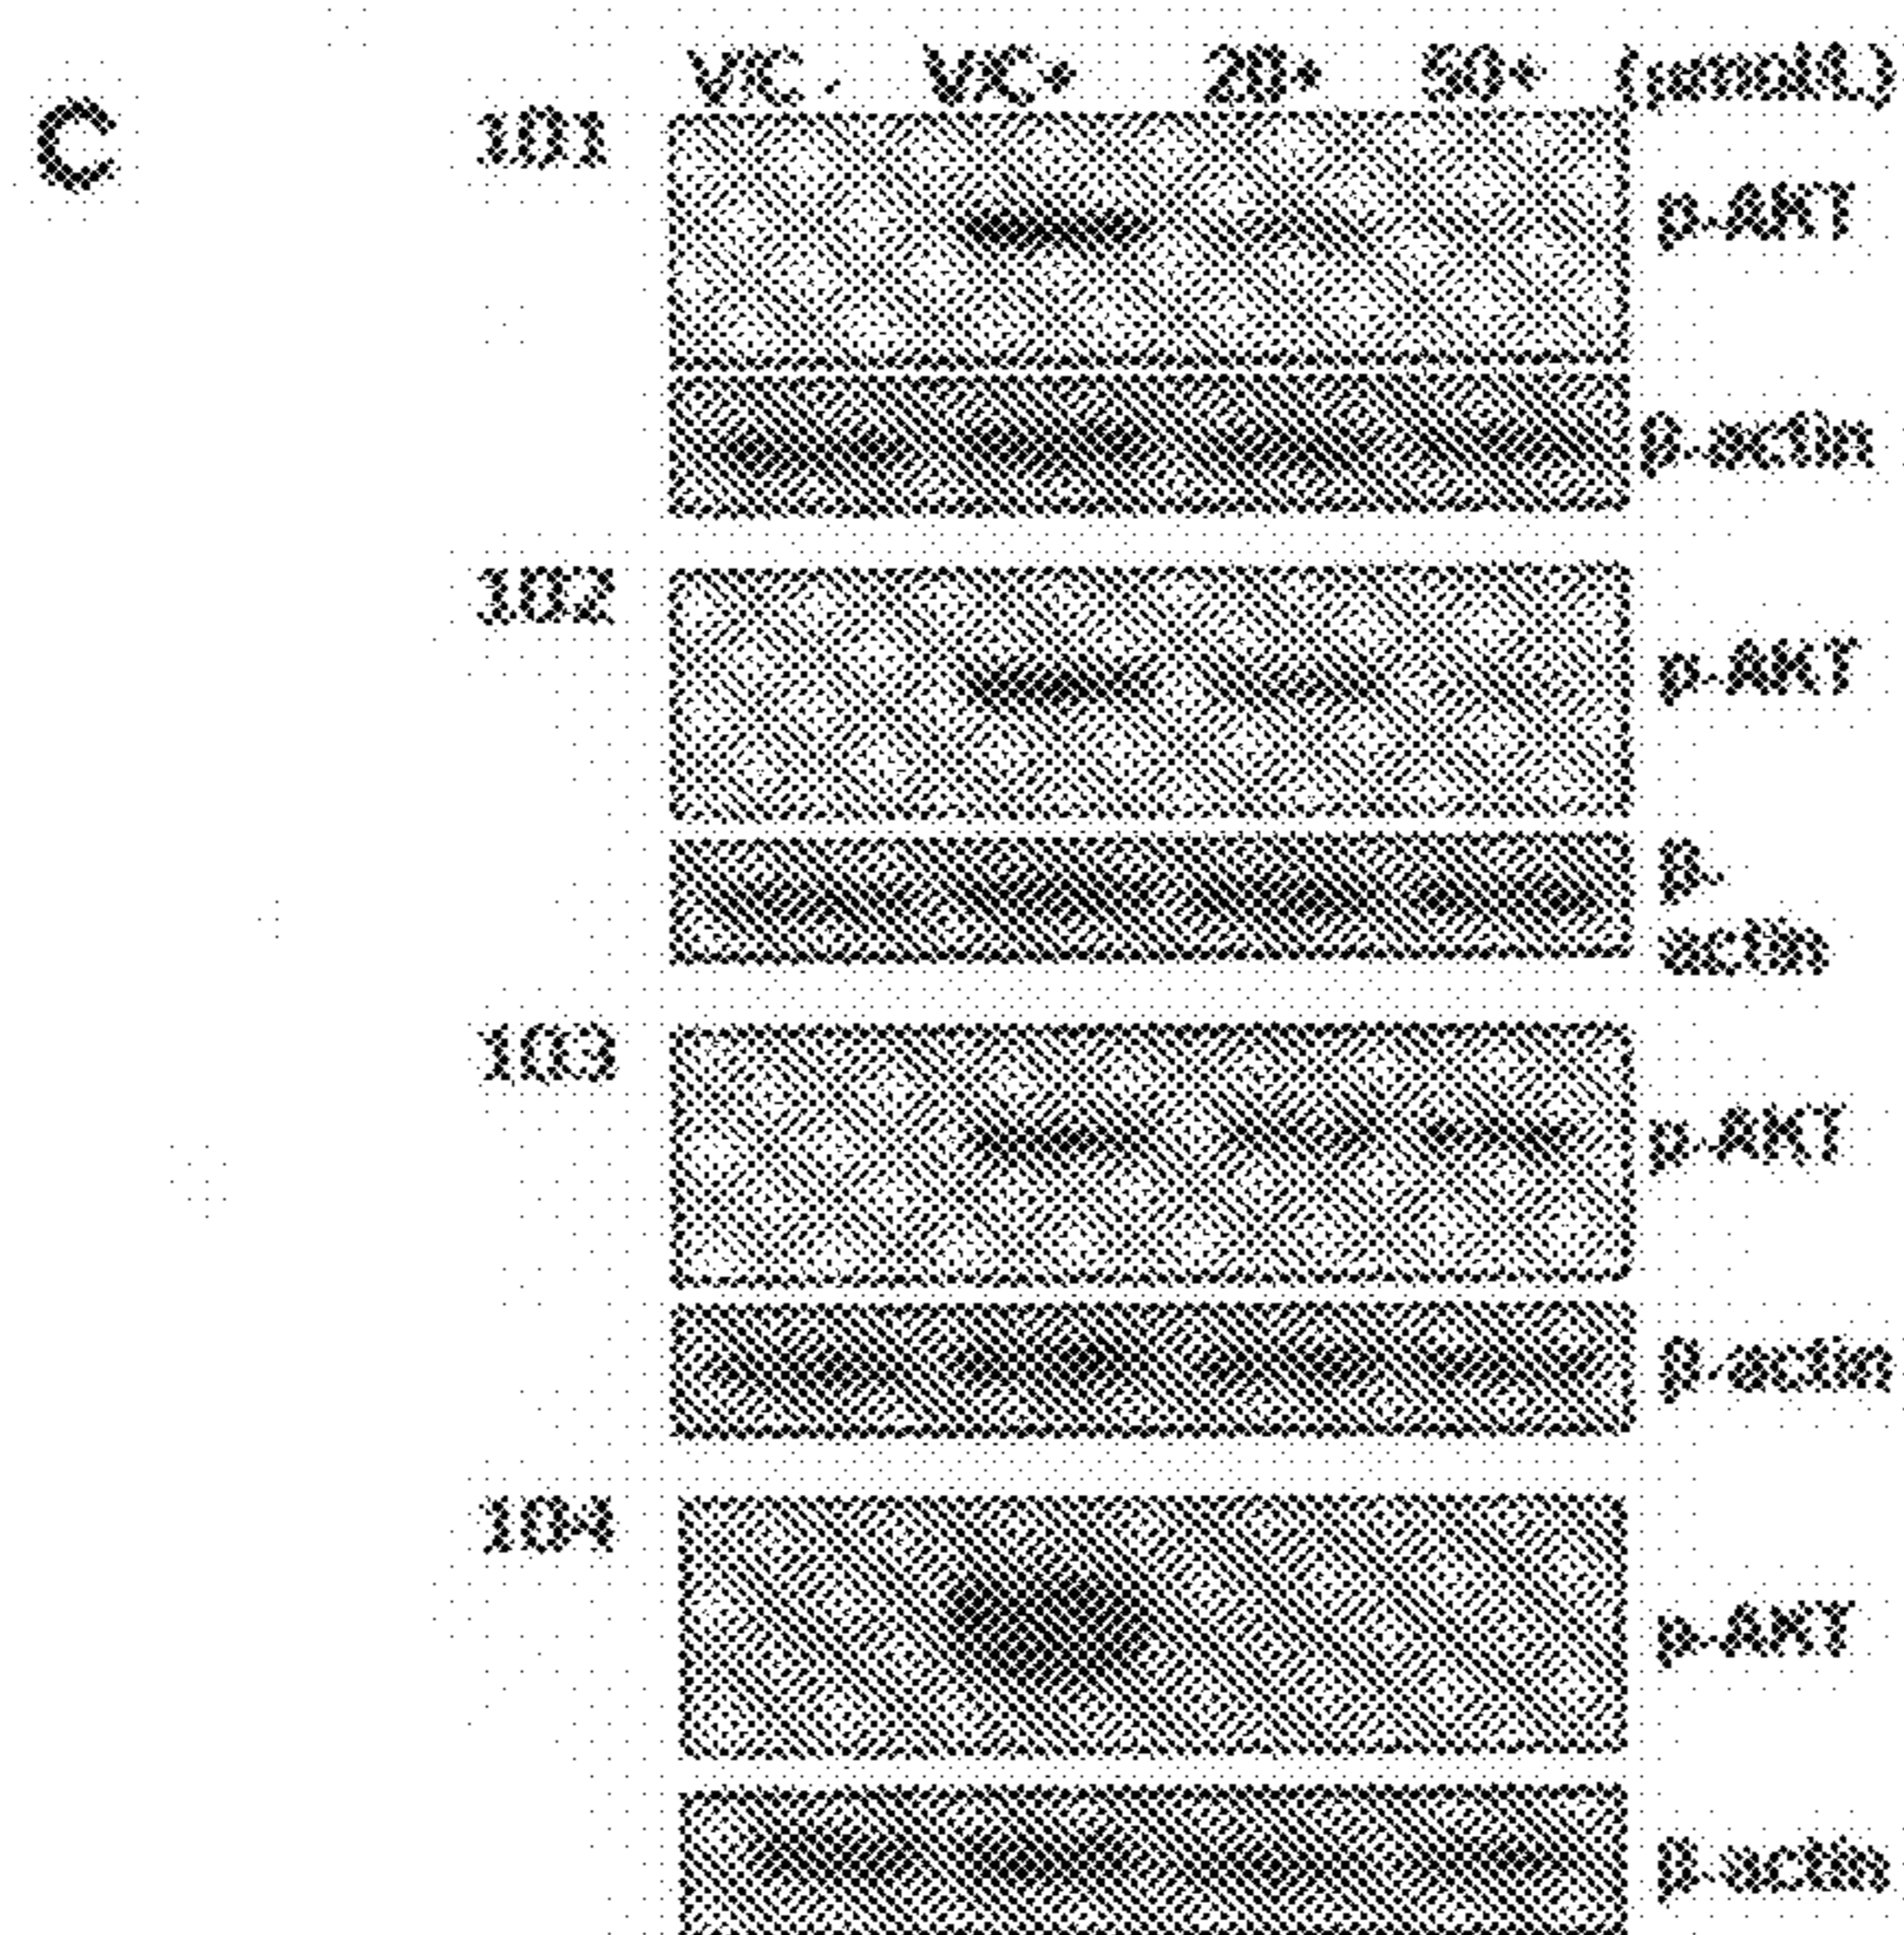 C
VC - VC+ 20+ 50+ (µmol/L)
101
p-AKT
β-actin
102
p-AKT
β-
actin
103
p-AKT
β-actin
104
p-AKT
β-actin